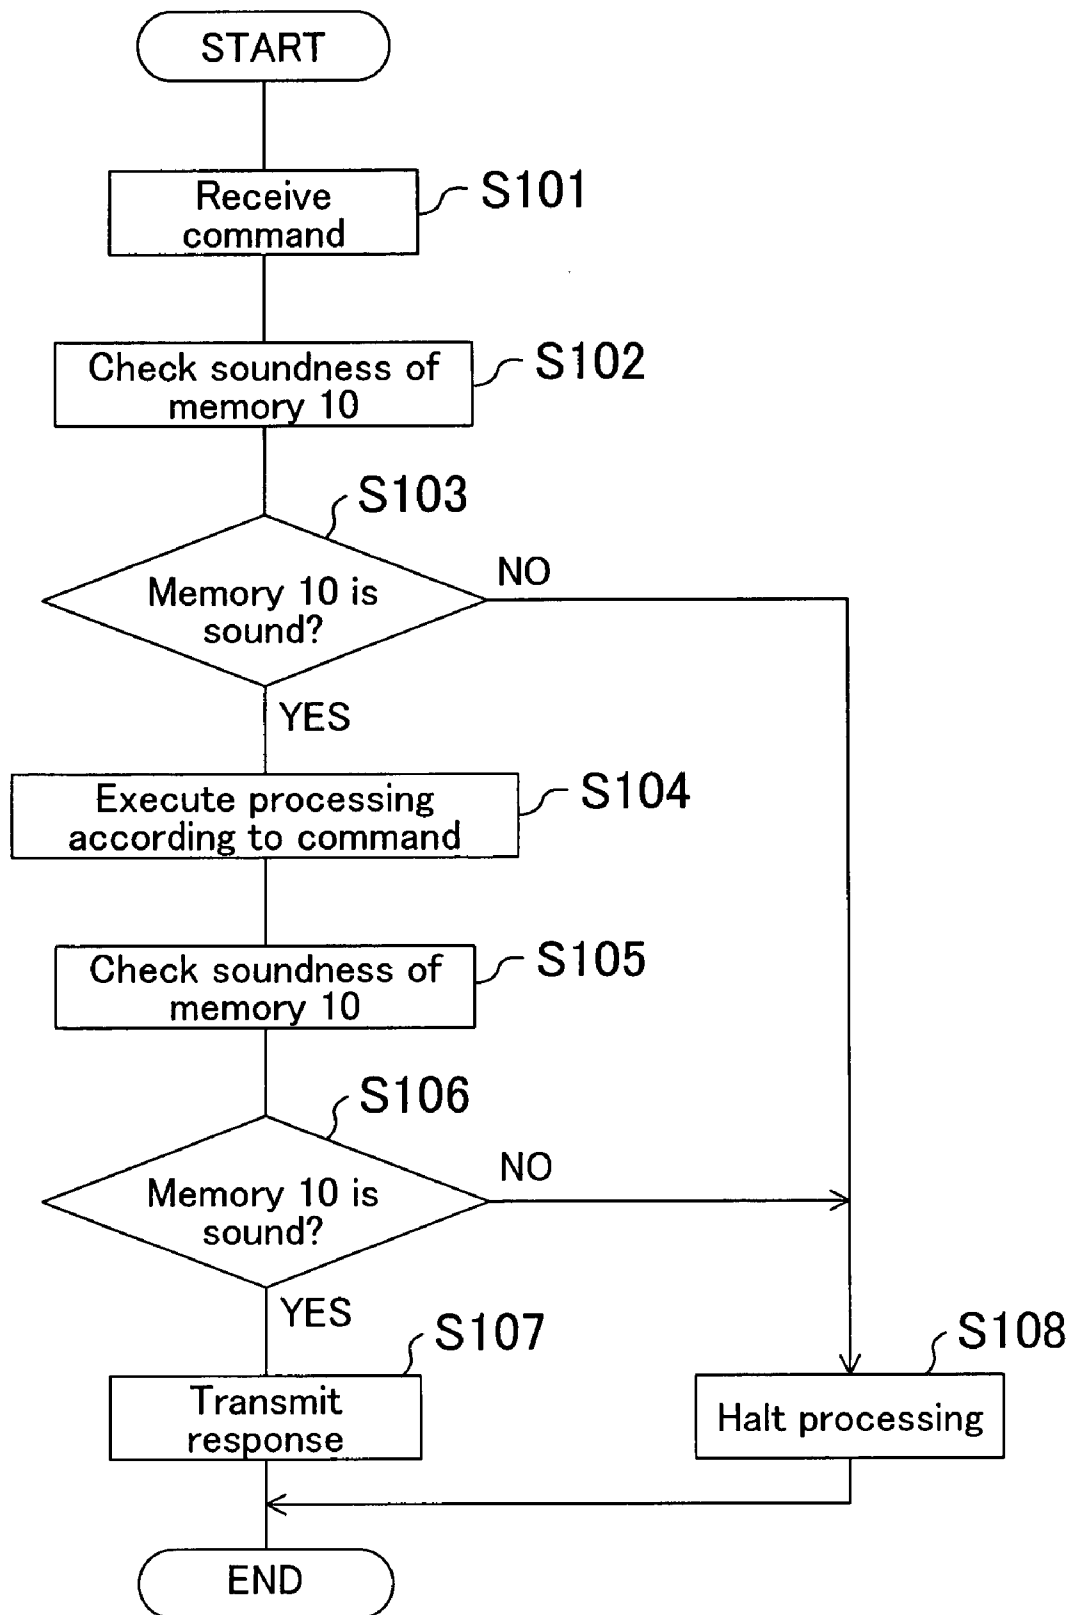 START
Receive
command
S101
Check soundness of
memory 10
S102
S103
Memory 10 is
sound?
NO
YES
Execute processing
according to command
S104
Check soundness of
memory 10
S105
S106
Memory 10 is
sound?
NO
YES
S107
Transmit
response
S108
Halt processing
END